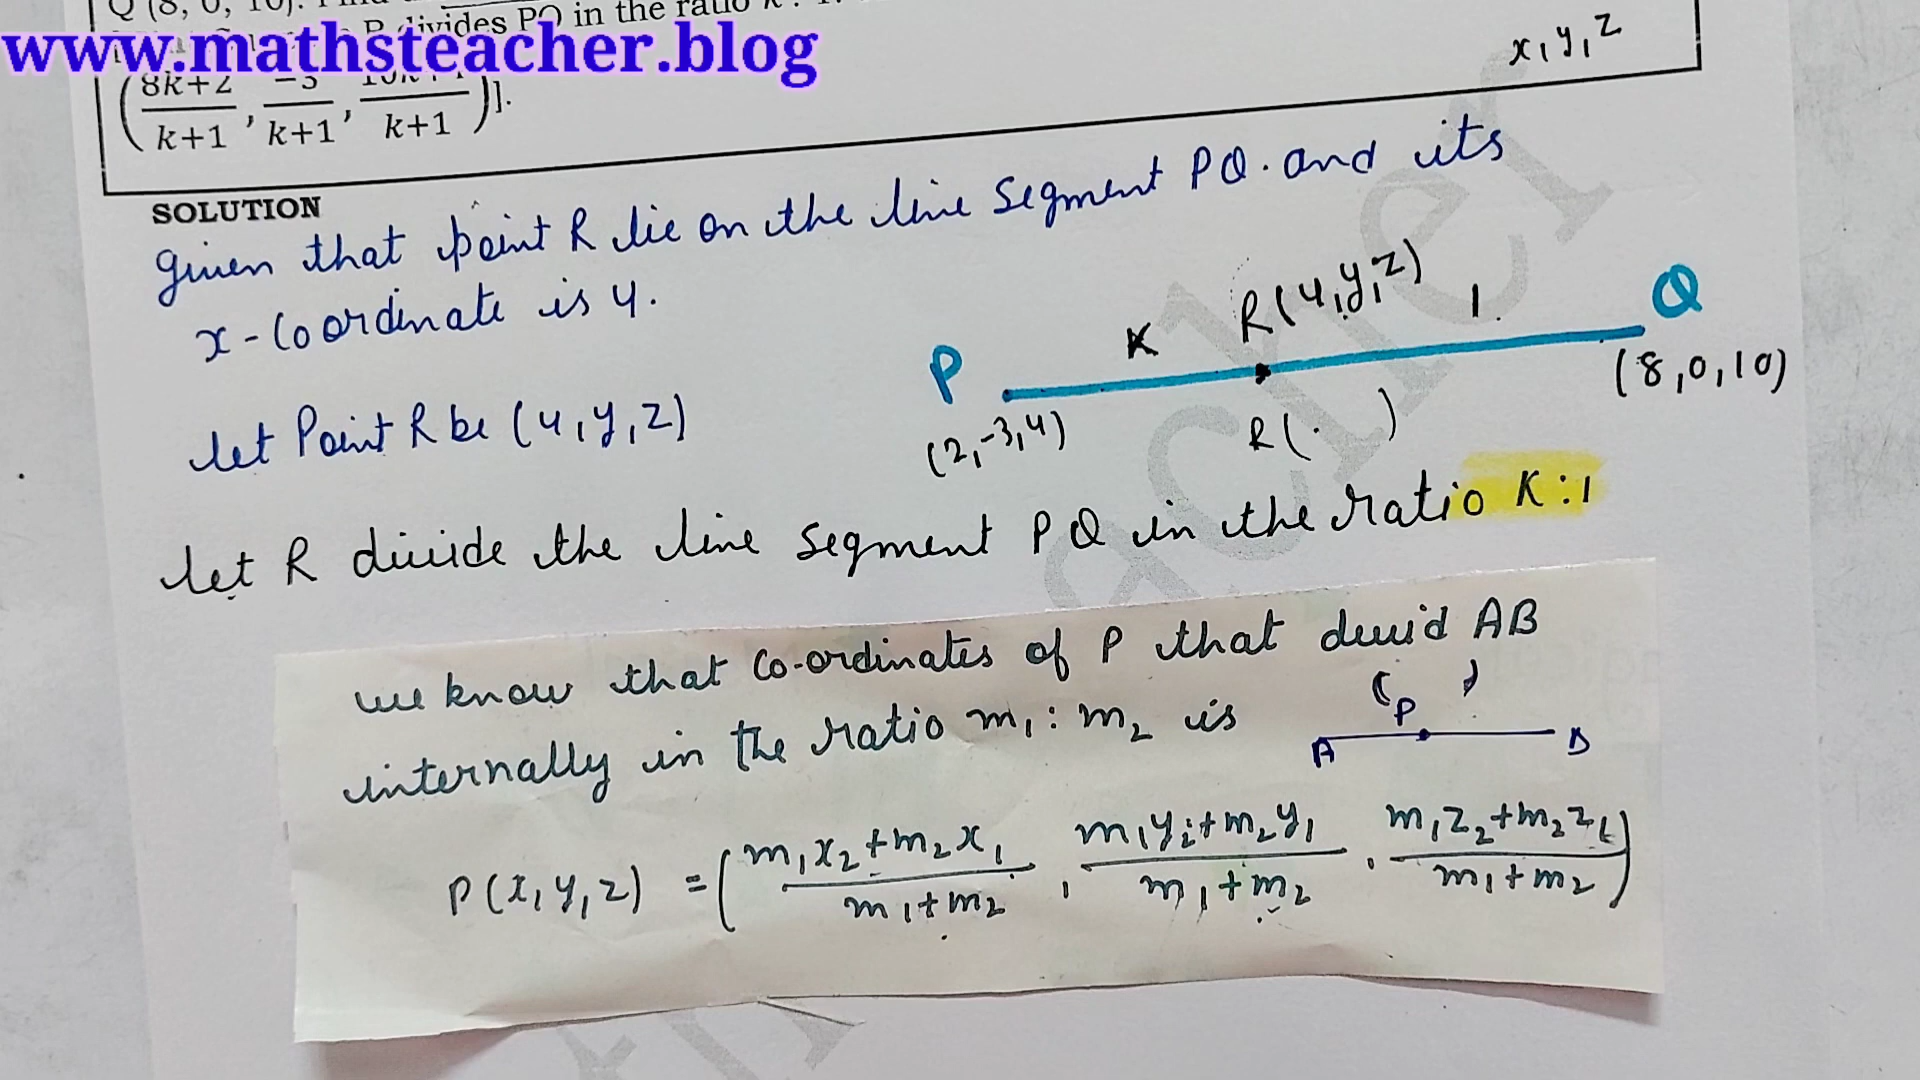 Q (8, 0, 10).
R divides PQ in the ratio k : 1
www.mathsteacher.blog
x, y, z
(8k+2/k+1, -3/k+1, 10k+4/k+1)].
SOLUTION
given that point R lie on the line segment PQ. and its
x-coordinate is 4.
R(4,y,z)
P K 1 Q
(2,-3,4) R( . ) (8,0,10)
let Point R be (4,y,z)
let R divide the line segment PQ in the ratio K:1
we know that co-ordinates of P that duvid AB
internally in the ratio m1 : m2 is
( )
P
A B
P(x,y,z) = (m1x2+m2x1/m1+m2, m1y2+m2y1/m1+m2, m1z2+m2z1/m1+m2)